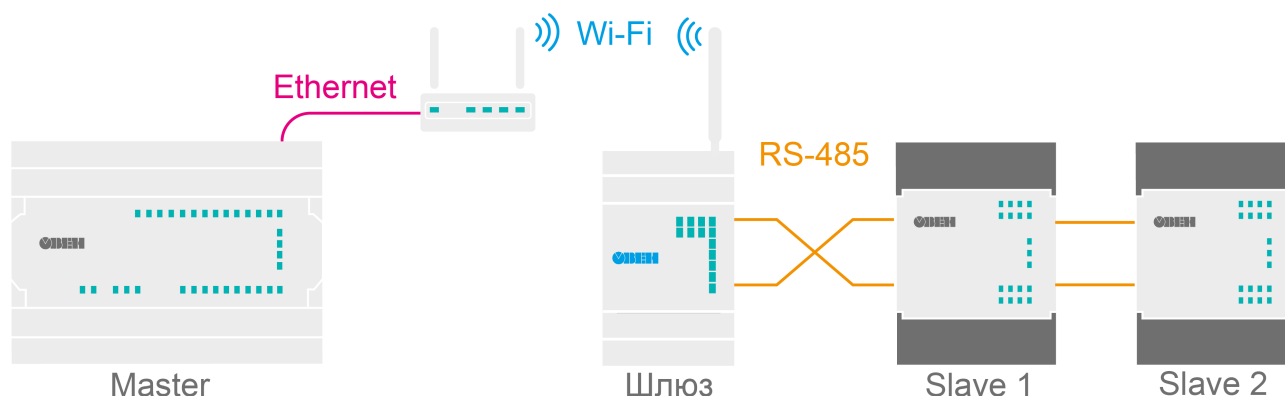 Wi-Fi
Ethernet
RS-485
ОВЕН
ОВЕН
ОВЕН
ОВЕН
Master
Шлюз
Slave 1
Slave 2